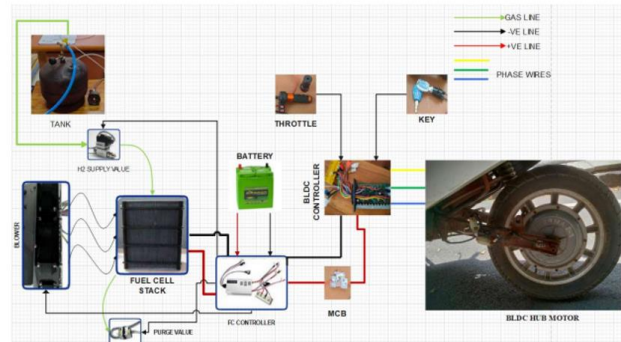 GAS LINE
-VE LINE
+VE LINE
PHASE WIRES
TANK
THROTTLE
KEY
H2 SUPPLY VALUE
BATTERY
BLDC
CONTROLLER
BLOWER
FUEL CELL
STACK
FC CONTROLLER
MCB
BLDC HUB MOTOR
PURGE VALUE